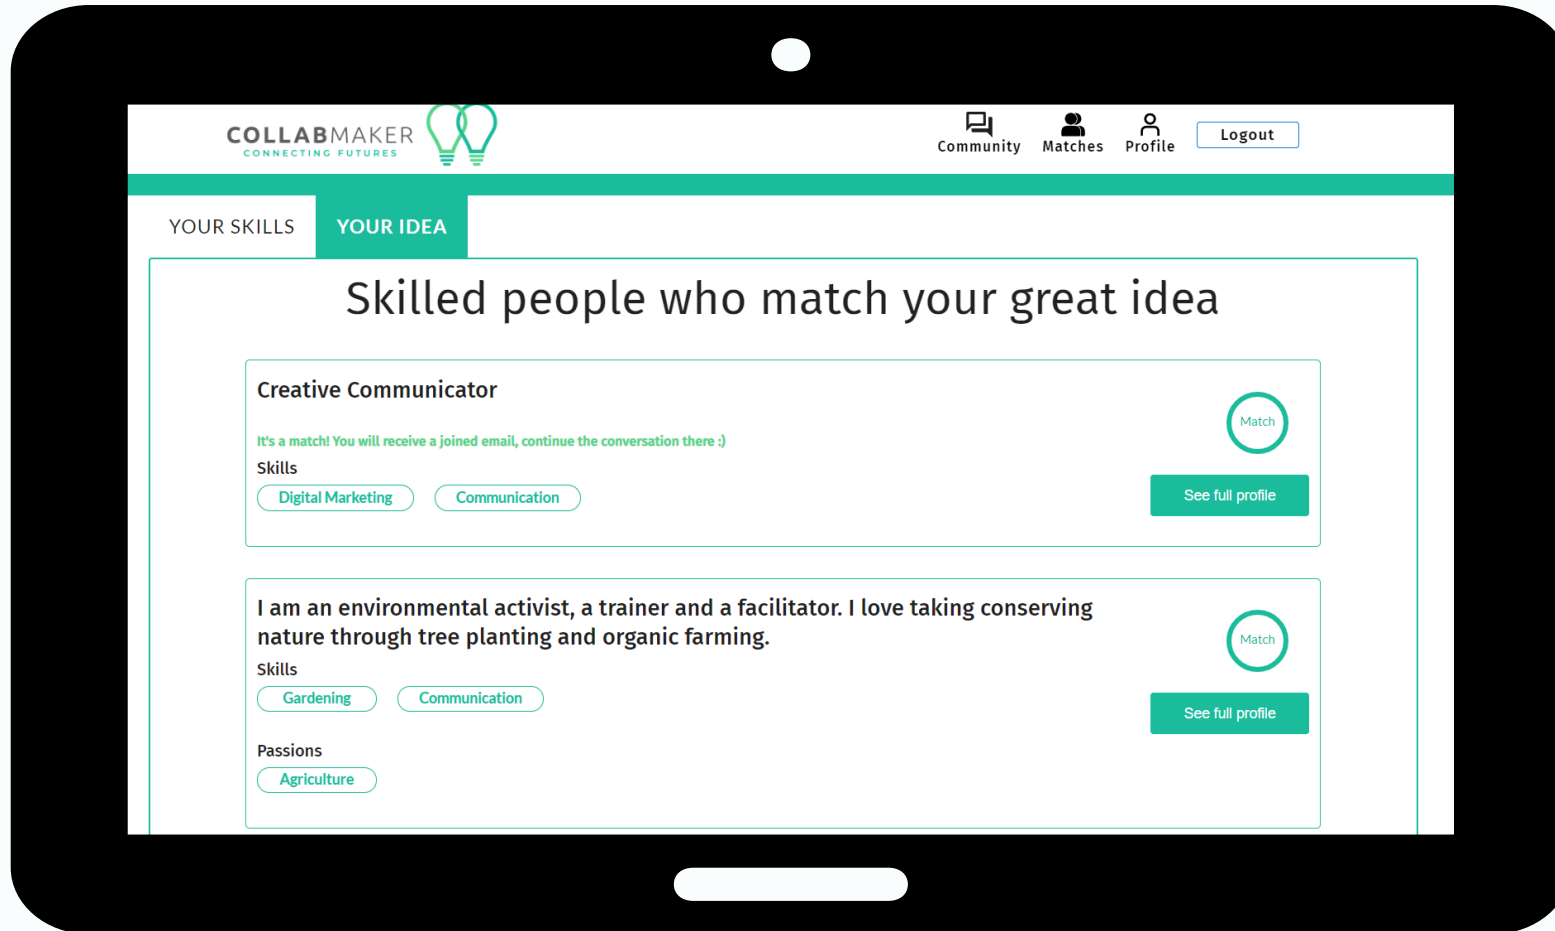 COLLABMAKER
CONNECTING FUTURES
Community
Matches
Profile
Logout
YOUR SKILLS
YOUR IDEA
Skilled people who match your great idea
Creative Communicator
Match
It's a match! You will receive a joined email, continue the conversation there :)
Skills
Digital Marketing
Communication
See full profile
I am an environmental activist, a trainer and a facilitator. I love taking conserving
nature through tree planting and organic farming.
Match
Skills
Gardening
Communication
See full profile
Passions
Agriculture